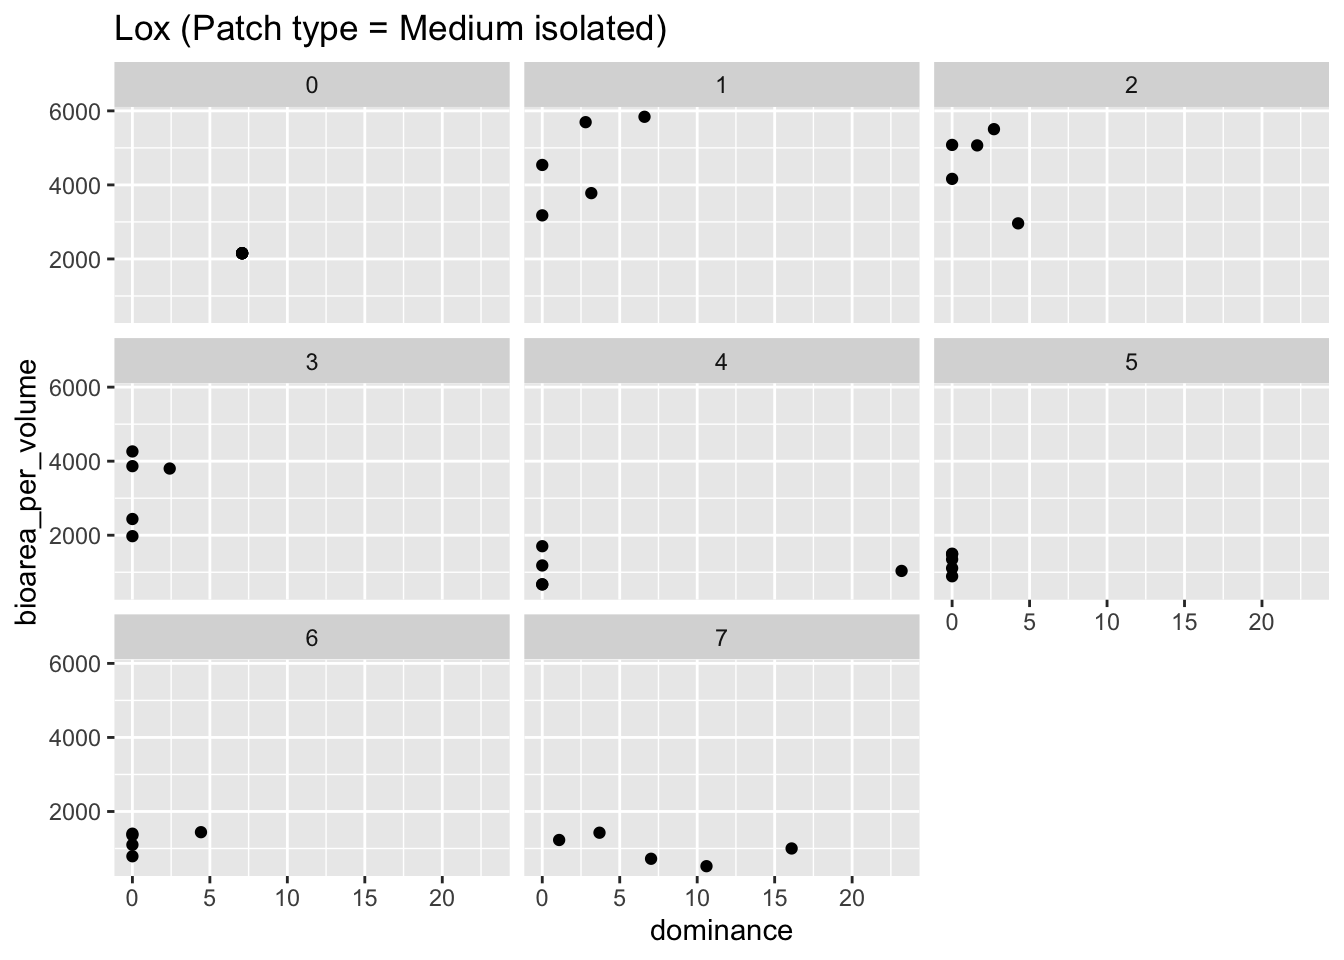 Lox (Patch type = Medium isolated)
0 1 2
6000
4000
2000
3 4 5
6000
4000
2000
0 5 10 15 20
6 7
6000
4000
2000
0 5 10 15 20 0 5 10 15 20
bioarea_per_volume
dominance